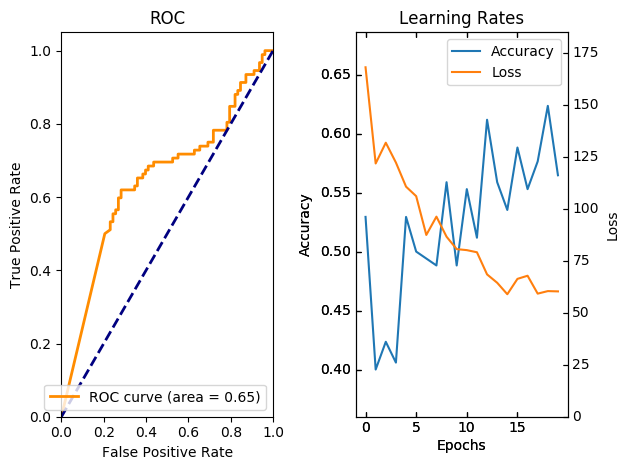 ROC
True Positive Rate
1.0
0.8
0.6
0.4
0.2
0.0
ROC curve (area = 0.65)
0.0 0.2 0.4 0.6 0.8 1.0
False Positive Rate
Learning Rates
Accuracy
Loss
Accuracy
0.65
0.60
0.55
0.50
0.45
0.40
175
150
125
100
75
50
25
0
Loss
0 5 10 15
Epochs